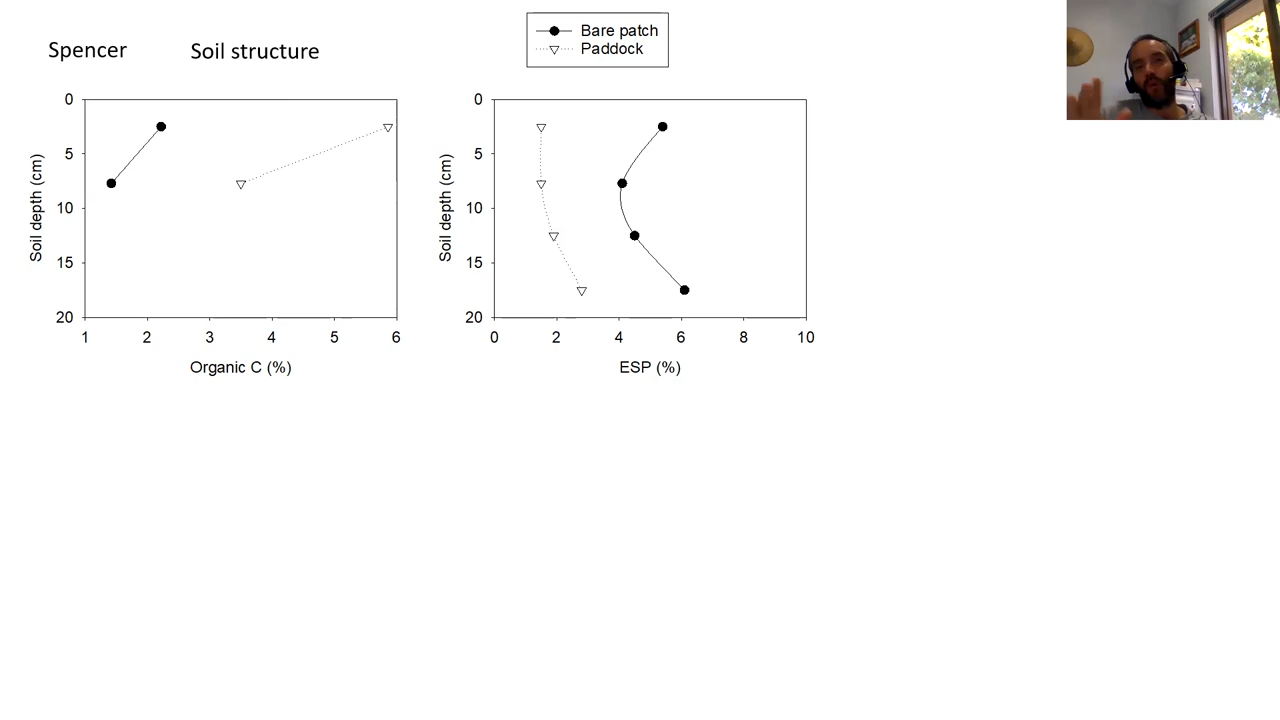 Spencer
Soil structure
Bare patch
Paddock
0
5
10
15
20
Soil depth (cm)
1 2 3 4 5 6
Organic C (%)
0
5
10
15
20
Soil depth (cm)
0 2 4 6 8 10
ESP (%)